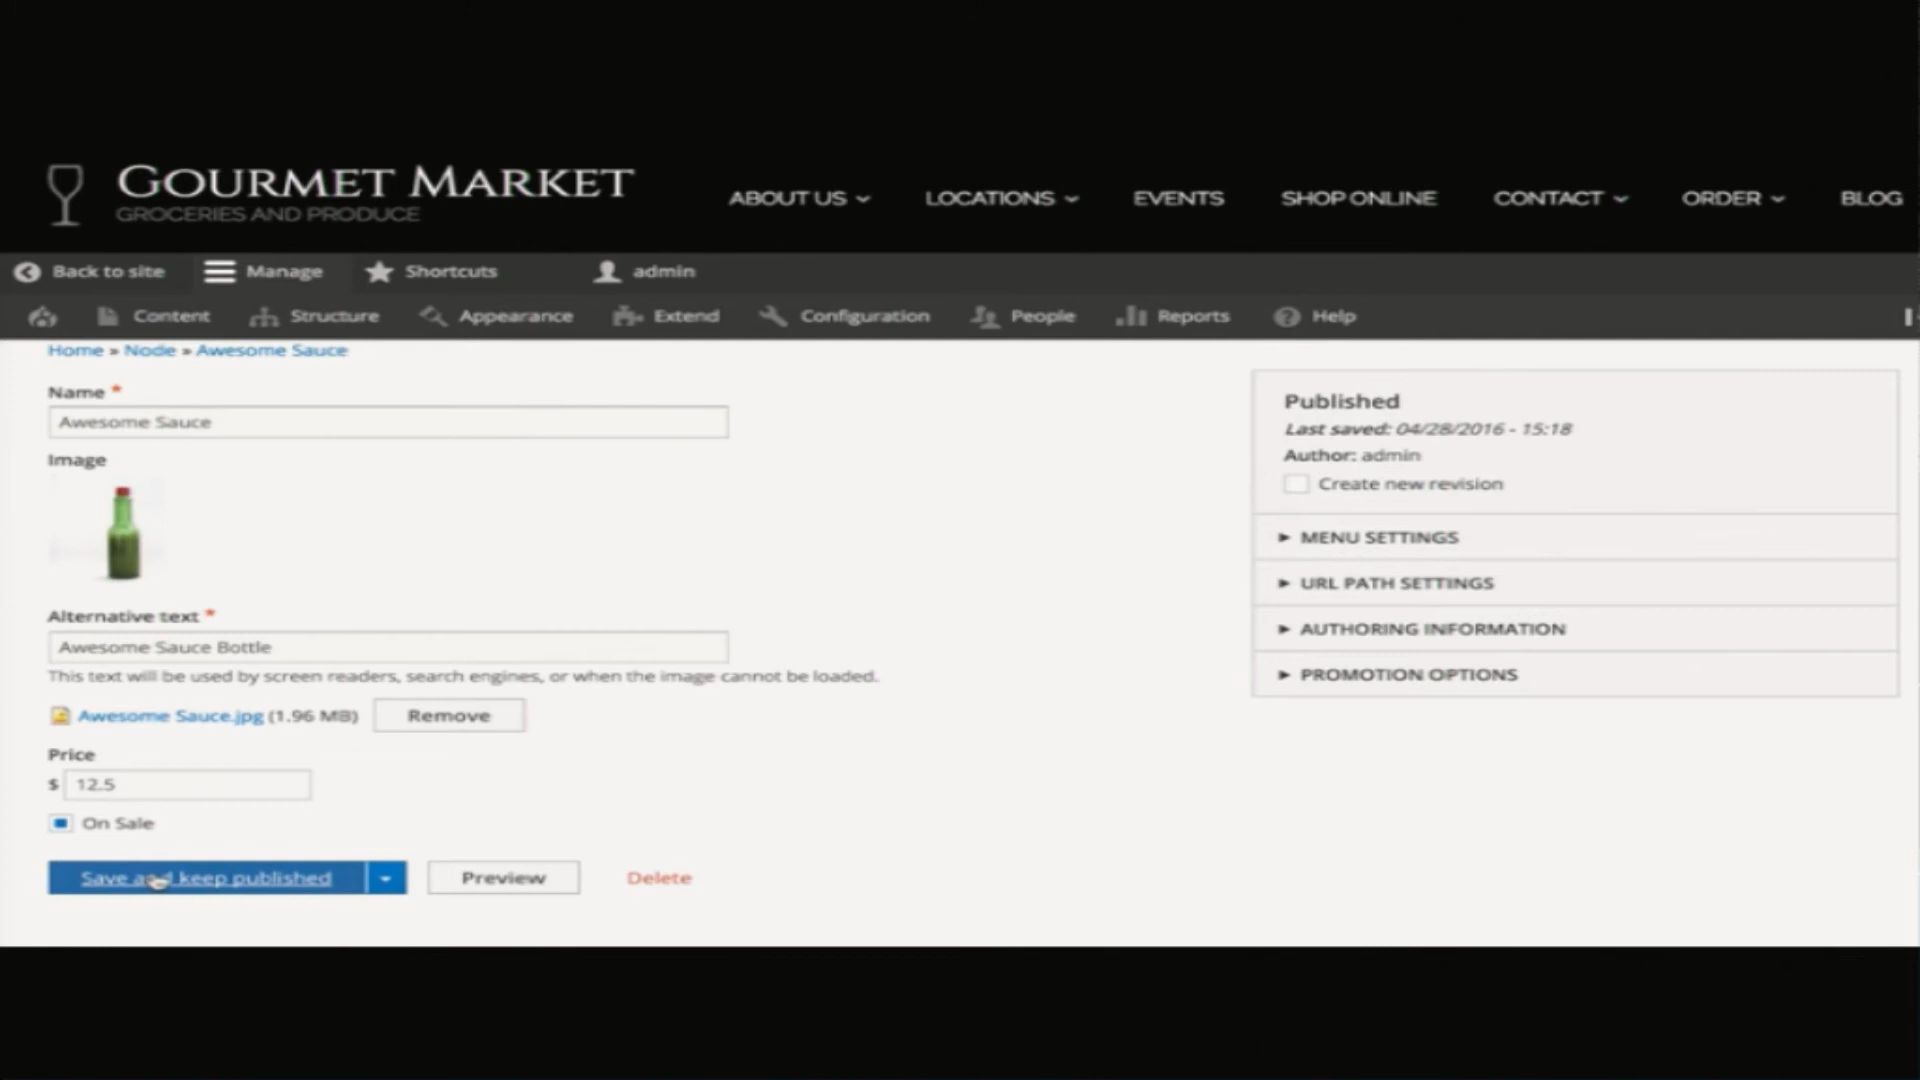 GOURMET MARKET
GROCERIES AND PRODUCE
ABOUT US LOCATIONS EVENTS SHOP ONLINE CONTACT ORDER BLOG
Back to site Manage Shortcuts admin
Content Structure Appearance Extend Configuration People Reports Help
Home » Node » Awesome Sauce
Name *
Awesome Sauce
Image
Alternative text *
Awesome Sauce Bottle
This text will be used by screen readers, search engines, or when the image cannot be loaded.
Awesome Sauce.jpg (1.96 MB) Remove
Price
$ 12.5
On Sale
Save and keep published Preview Delete
Published
Last saved: 04/28/2016 - 15:18
Author: admin
Create new revision
MENU SETTINGS
URL PATH SETTINGS
AUTHORING INFORMATION
PROMOTION OPTIONS